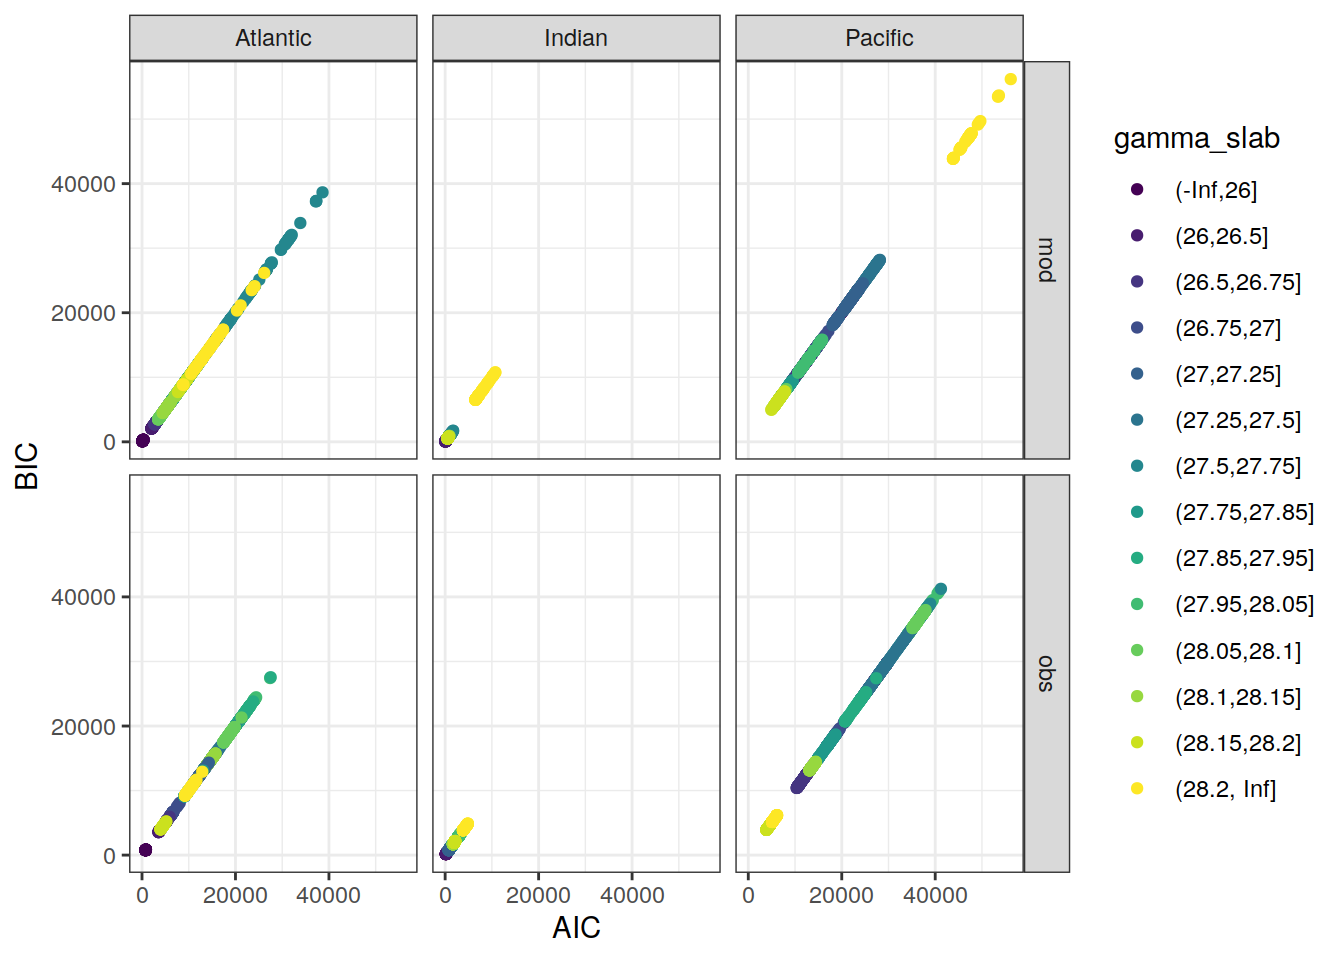 Atlantic
Indian
Pacific
mod
obs
BIC
40000
20000
0
40000
20000
0
0
20000
40000
0
20000
40000
0
20000
40000
AIC
gamma_slab
(-Inf,26]
(26,26.5]
(26.5,26.75]
(26.75,27]
(27,27.25]
(27.25,27.5]
(27.5,27.75]
(27.75,27.85]
(27.85,27.95]
(27.95,28.05]
(28.05,28.1]
(28.1,28.15]
(28.15,28.2]
(28.2, Inf]